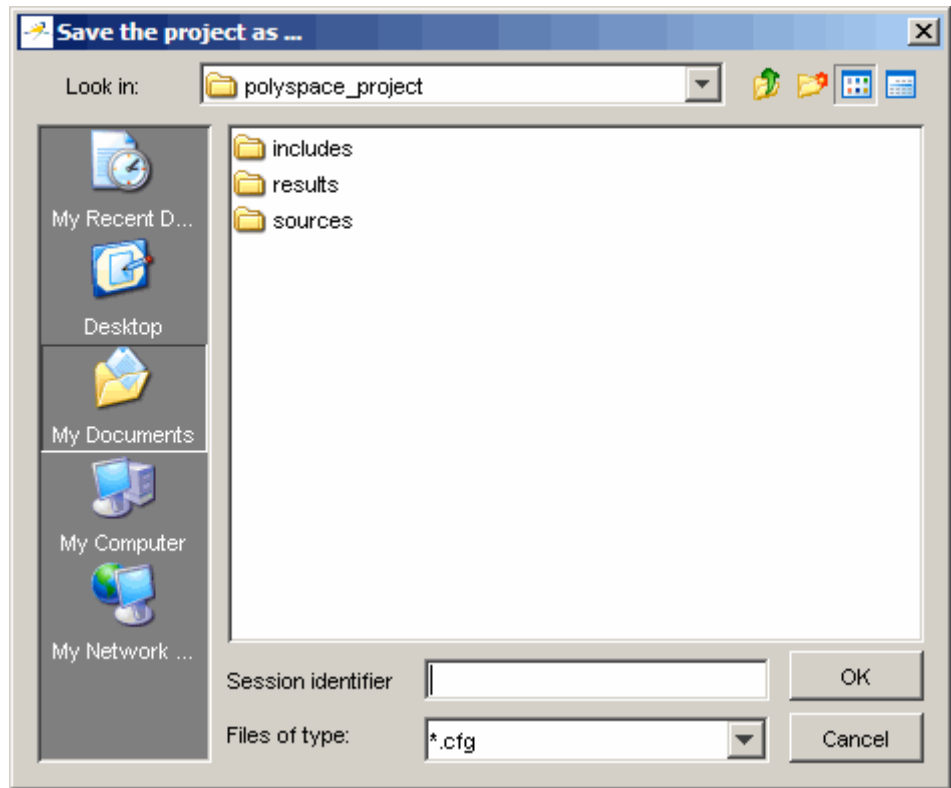 Save the project as ...
Look in:
polyspace_project
My Recent D...
Desktop
My Documents
My Computer
My Network ...
includes
results
sources
Session identifier
OK
Files of type:
*.cfg
Cancel